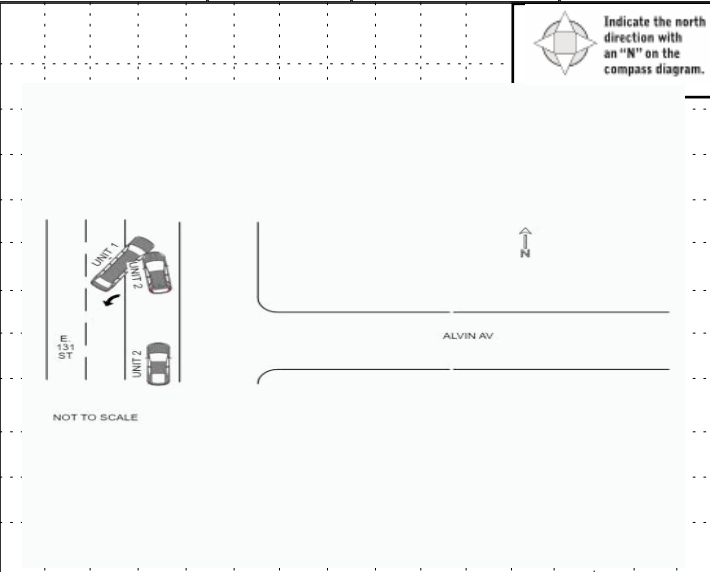 Indicate the north
direction with
an “N” on the
compass diagram.
UNIT 1
UNIT 2
N
ALVIN AV
E.
131
ST
UNIT 2
NOT TO SCALE